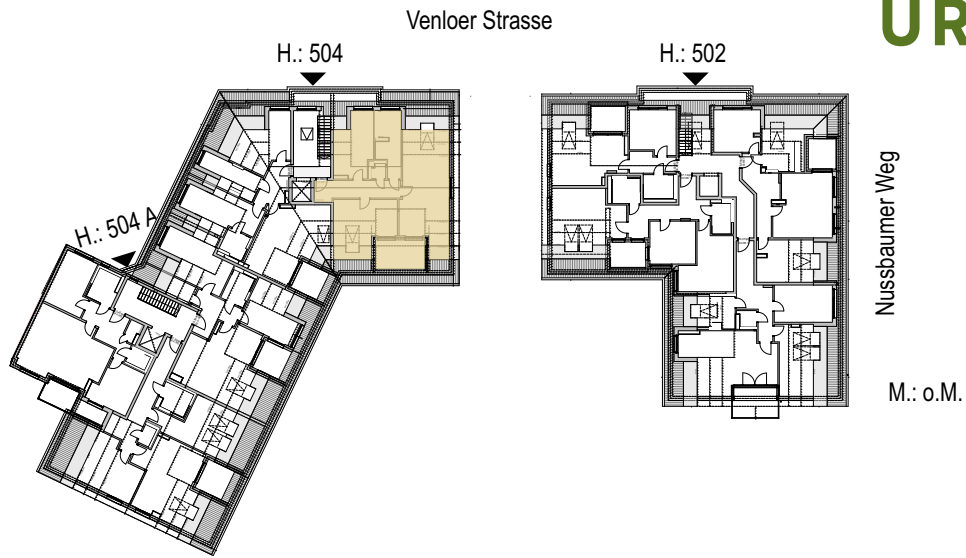 Venloer Strasse
UR
H.: 504
H.: 502
H.: 504 A
Nussbaumer Weg
M.: o.M.